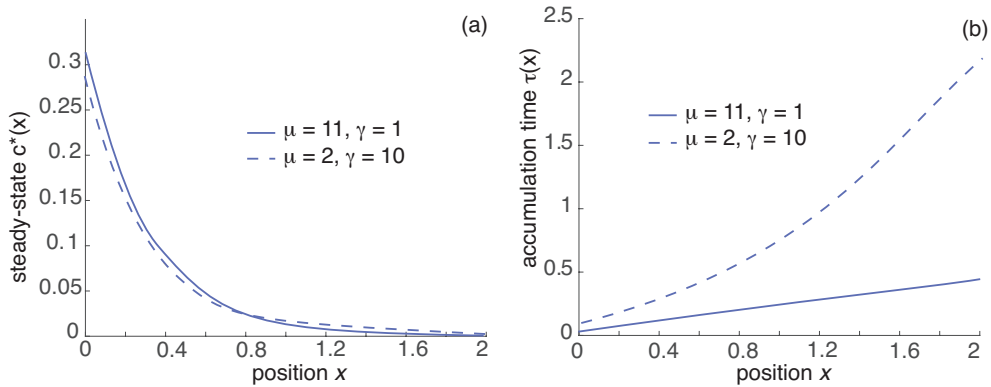 (a)
0.3
0.25
0.2
0.15
0.1
0.05
0
steady-state c*(x)
μ = 11, γ = 1
μ = 2, γ = 10
0 0.4 0.8 1.2 1.6 2
position x
(b)
2.5
2
1.5
1
0.5
0
accumulation time τ(x)
μ = 11, γ = 1
μ = 2, γ = 10
0 0.4 0.8 1.2 1.6 2
position x